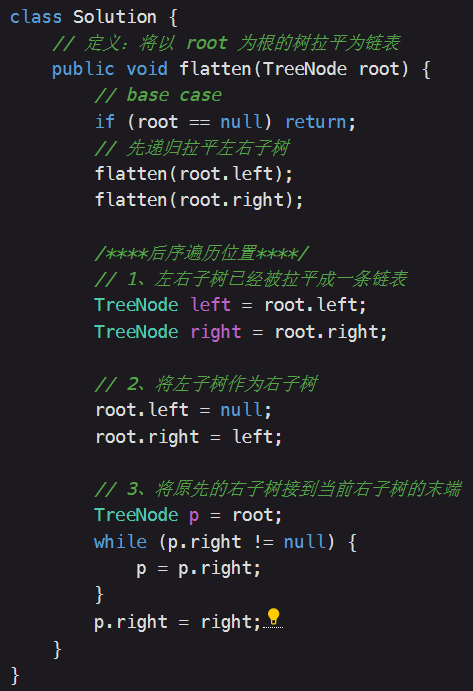 class Solution {
    // 定义：将以 root 为根的树拉平为链表
    public void flatten(TreeNode root) {
        // base case
        if (root == null) return;
        // 先递归拉平左右子树
        flatten(root.left);
        flatten(root.right);

        /****后序遍历位置****/
        // 1、左右子树已经被拉平成一条链表
        TreeNode left = root.left;
        TreeNode right = root.right;

        // 2、将左子树作为右子树
        root.left = null;
        root.right = left;

        // 3、将原先的右子树接到当前右子树的末端
        TreeNode p = root;
        while (p.right != null) {
            p = p.right;
        }
        p.right = right;
    }
}